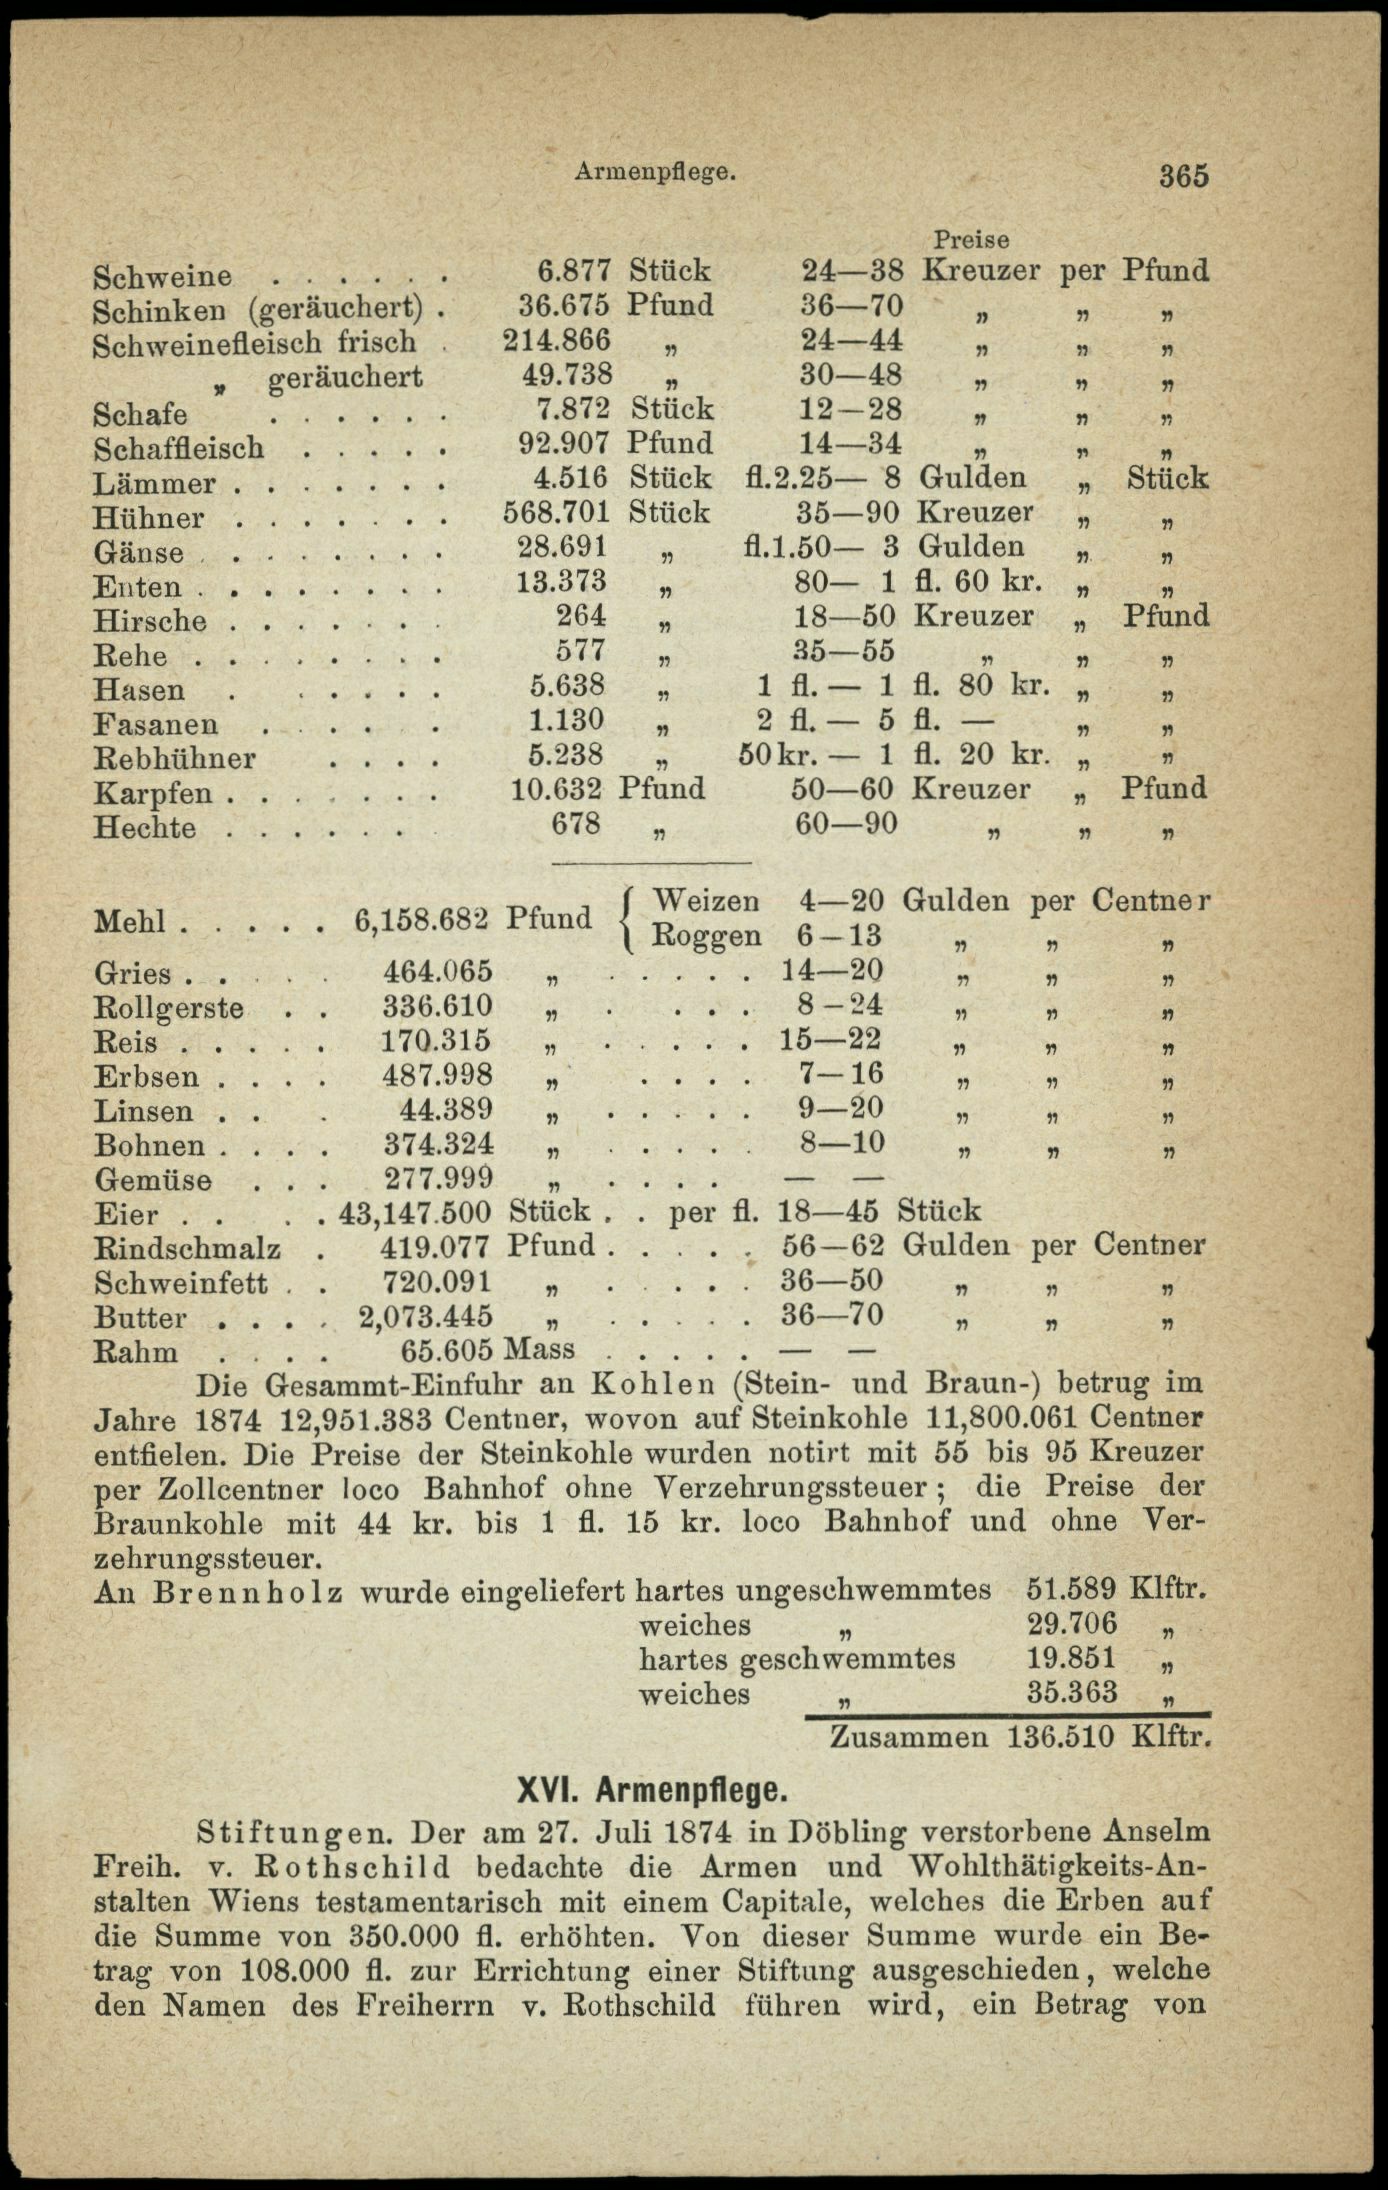 Armenpflege. 365
Preise
Schweine . . . . . . 6.877 Stück 24—38 Kreuzer per Pfund
Schinken (geräuchert) . 36.675 Pfund 36—70 „ „ „
Schweinefleisch frisch . 214.866 „ 24—44 „ „ „
„ geräuchert 49.738 „ 30—48 „ „ „
Schafe . . . . . . 7.872 Stück 12—28 „ „ „
Schaffleisch . . . . . 92.907 Pfund 14—34 „ „ „
Lämmer . . . . . . . 4.516 Stück fl. 2.25— 8 Gulden „ Stück
Hühner . . . . . . . 568.701 Stück 35—90 Kreuzer „ „
Gänse . . . . . . . . 28.691 „ fl. 1.50— 3 Gulden „ „
Enten . . . . . . . . 13.373 „ 80— 1 fl. 60 kr. „ „
Hirsche . . . . . . . 264 „ 18—50 Kreuzer „ Pfund
Rehe . . . . . . . . 577 „ 35—55 „ „ „
Hasen . . . . . . 5.638 „ 1 fl. — 1 fl. 80 kr. „ „
Fasanen . . . . . . 1.130 „ 2 fl. — 5 fl. — „ „
Rebhühner . . . . 5.238 „ 50 kr. — 1 fl. 20 kr. „ „
Karpfen . . . . . . . 10.632 Pfund 50—60 Kreuzer „ Pfund
Hechte . . . . . . 678 „ 60—90 „ „ „
Mehl . . . . . 6,158.682 Pfund { Weizen 4—20 Gulden per Centner
Roggen 6—13 „ „ „
Gries . . . . . 464.065 „ . . . . . 14—20 „ „ „
Rollgerste . . 336.610 „ . . . . 8—24 „ „ „
Reis . . . . . 170.315 „ . . . . . 15—22 „ „ „
Erbsen . . . . 487.998 „ . . . . 7—16 „ „ „
Linsen . . . 44.389 „ . . . . . 9—20 „ „ „
Bohnen . . . . 374.324 „ . . . . . 8—10 „ „ „
Gemüse . . . 277.999 „ . . . . — —
Eier . . . . 43,147.500 Stück . . per fl. 18—45 Stück
Rindschmalz . 419.077 Pfund . . . . . 56—62 Gulden per Centner
Schweinfett . . 720.091 „ . . . . . 36—50 „ „ „
Butter . . . . 2,073.445 „ . . . . . 36—70 „ „ „
Rahm . . . . 65.605 Mass . . . . . — —
Die Gesammt-Einfuhr an Kohlen (Stein- und Braun-) betrug im
Jahre 1874 12,951.383 Centner, wovon auf Steinkohle 11,800.061 Centner
entfielen. Die Preise der Steinkohle wurden notirt mit 55 bis 95 Kreuzer
per Zollcentner loco Bahnhof ohne Verzehrungssteuer; die Preise der
Braunkohle mit 44 kr. bis 1 fl. 15 kr. loco Bahnhof und ohne Ver-
zehrungssteuer.
An Brennholz wurde eingeliefert hartes ungeschwemmtes 51.589 Klftr.
weiches „ 29.706 „
hartes geschwemmtes 19.851 „
weiches „ 35.363 „
Zusammen 136.510 Klftr.
XVI. Armenpflege.
Stiftungen. Der am 27. Juli 1874 in Döbling verstorbene Anselm
Freih. v. Rothschild bedachte die Armen und Wohlthätigkeits-An-
stalten Wiens testamentarisch mit einem Capitale, welches die Erben auf
die Summe von 350.000 fl. erhöhten. Von dieser Summe wurde ein Be-
trag von 108.000 fl. zur Errichtung einer Stiftung ausgeschieden, welche
den Namen des Freiherrn v. Rothschild führen wird, ein Betrag von